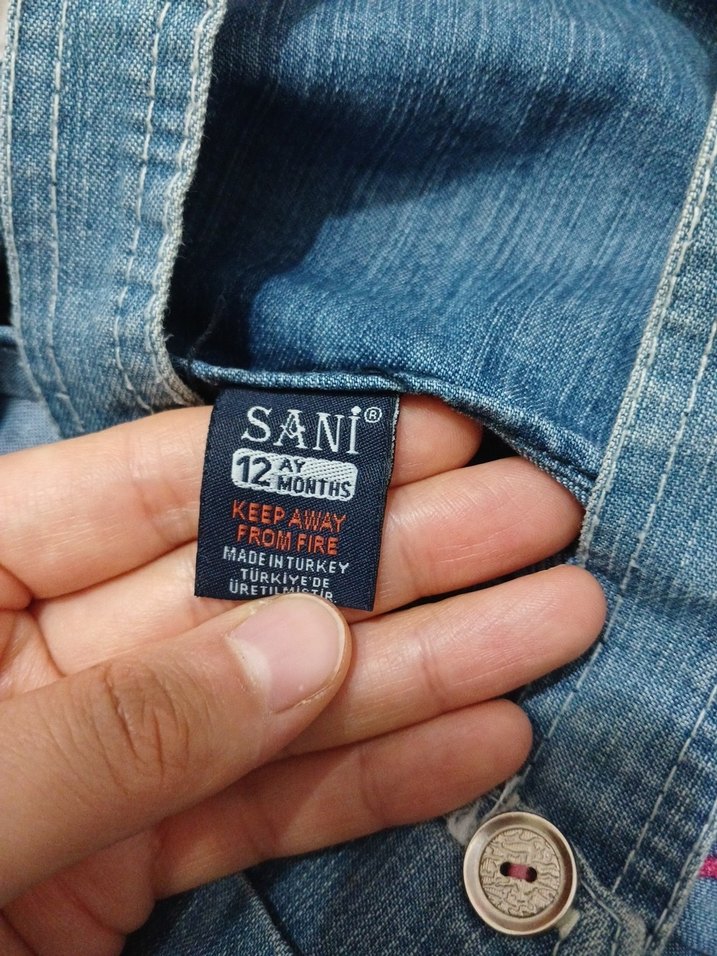 SANİ®
12 AY
MONTHS
KEEP AWAY
FROM FIRE
MADE IN TURKEY
TÜRKİYE'DE
ÜRETİLMİŞTİR